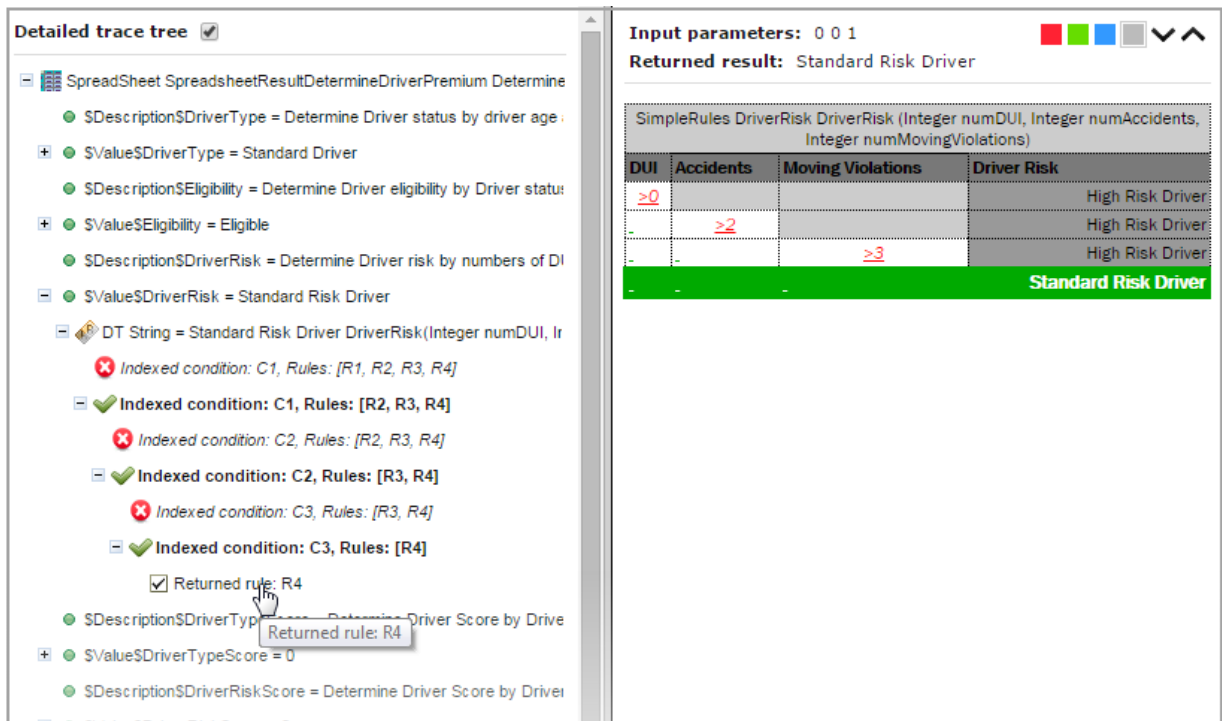 Detailed trace tree
SpreadSheet SpreadsheetResultDetermineDriverPremium Determine
$Description$DriverType = Determine Driver status by driver age
$Value$DriverType = Standard Driver
$Description$Eligibility = Determine Driver eligibility by Driver status
$Value$Eligibility = Eligible
$Description$DriverRisk = Determine Driver risk by numbers of DU
$Value$DriverRisk = Standard Risk Driver
DT String = Standard Risk Driver DriverRisk(Integer numDUI, In
Indexed condition: C1, Rules: [R1, R2, R3, R4]
Indexed condition: C1, Rules: [R2, R3, R4]
Indexed condition: C2, Rules: [R2, R3, R4]
Indexed condition: C2, Rules: [R3, R4]
Indexed condition: C3, Rules: [R3, R4]
Indexed condition: C3, Rules: [R4]
Returned rule: R4
$Description$DriverTypeScore = Determine Driver Score by Drive
Returned rule: R4
$Value$DriverTypeScore = 0
$Description$DriverRiskScore = Determine Driver Score by Driver
Input parameters: 0 0 1
Returned result: Standard Risk Driver
SimpleRules DriverRisk DriverRisk (Integer numDUI, Integer numAccidents,
Integer numMovingViolations)
DUI Accidents Moving Violations Driver Risk
>0 High Risk Driver
- >2 High Risk Driver
- - >3 High Risk Driver
- - - Standard Risk Driver